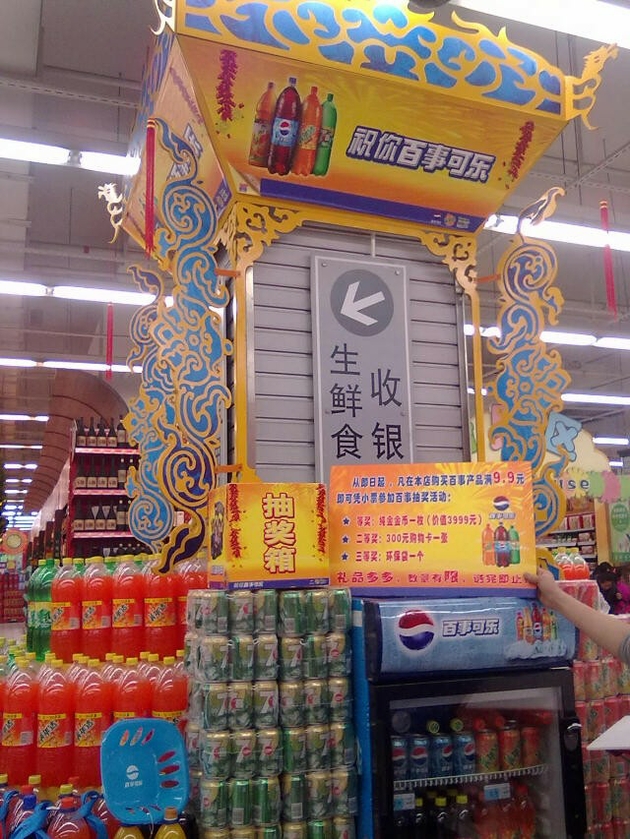 祝你百事可乐
生鲜食
收银
抽奖箱
从即日起,凡在本店购买百事产品满9.9元
即可凭小票参加百事抽奖活动:
★ 一等奖:纯金金币一枚(价值3999元)
★ 二等奖:300元购物卡一张
★ 三等奖:环保袋一个
礼品多多,数量有限,送完即止
百事可乐
7